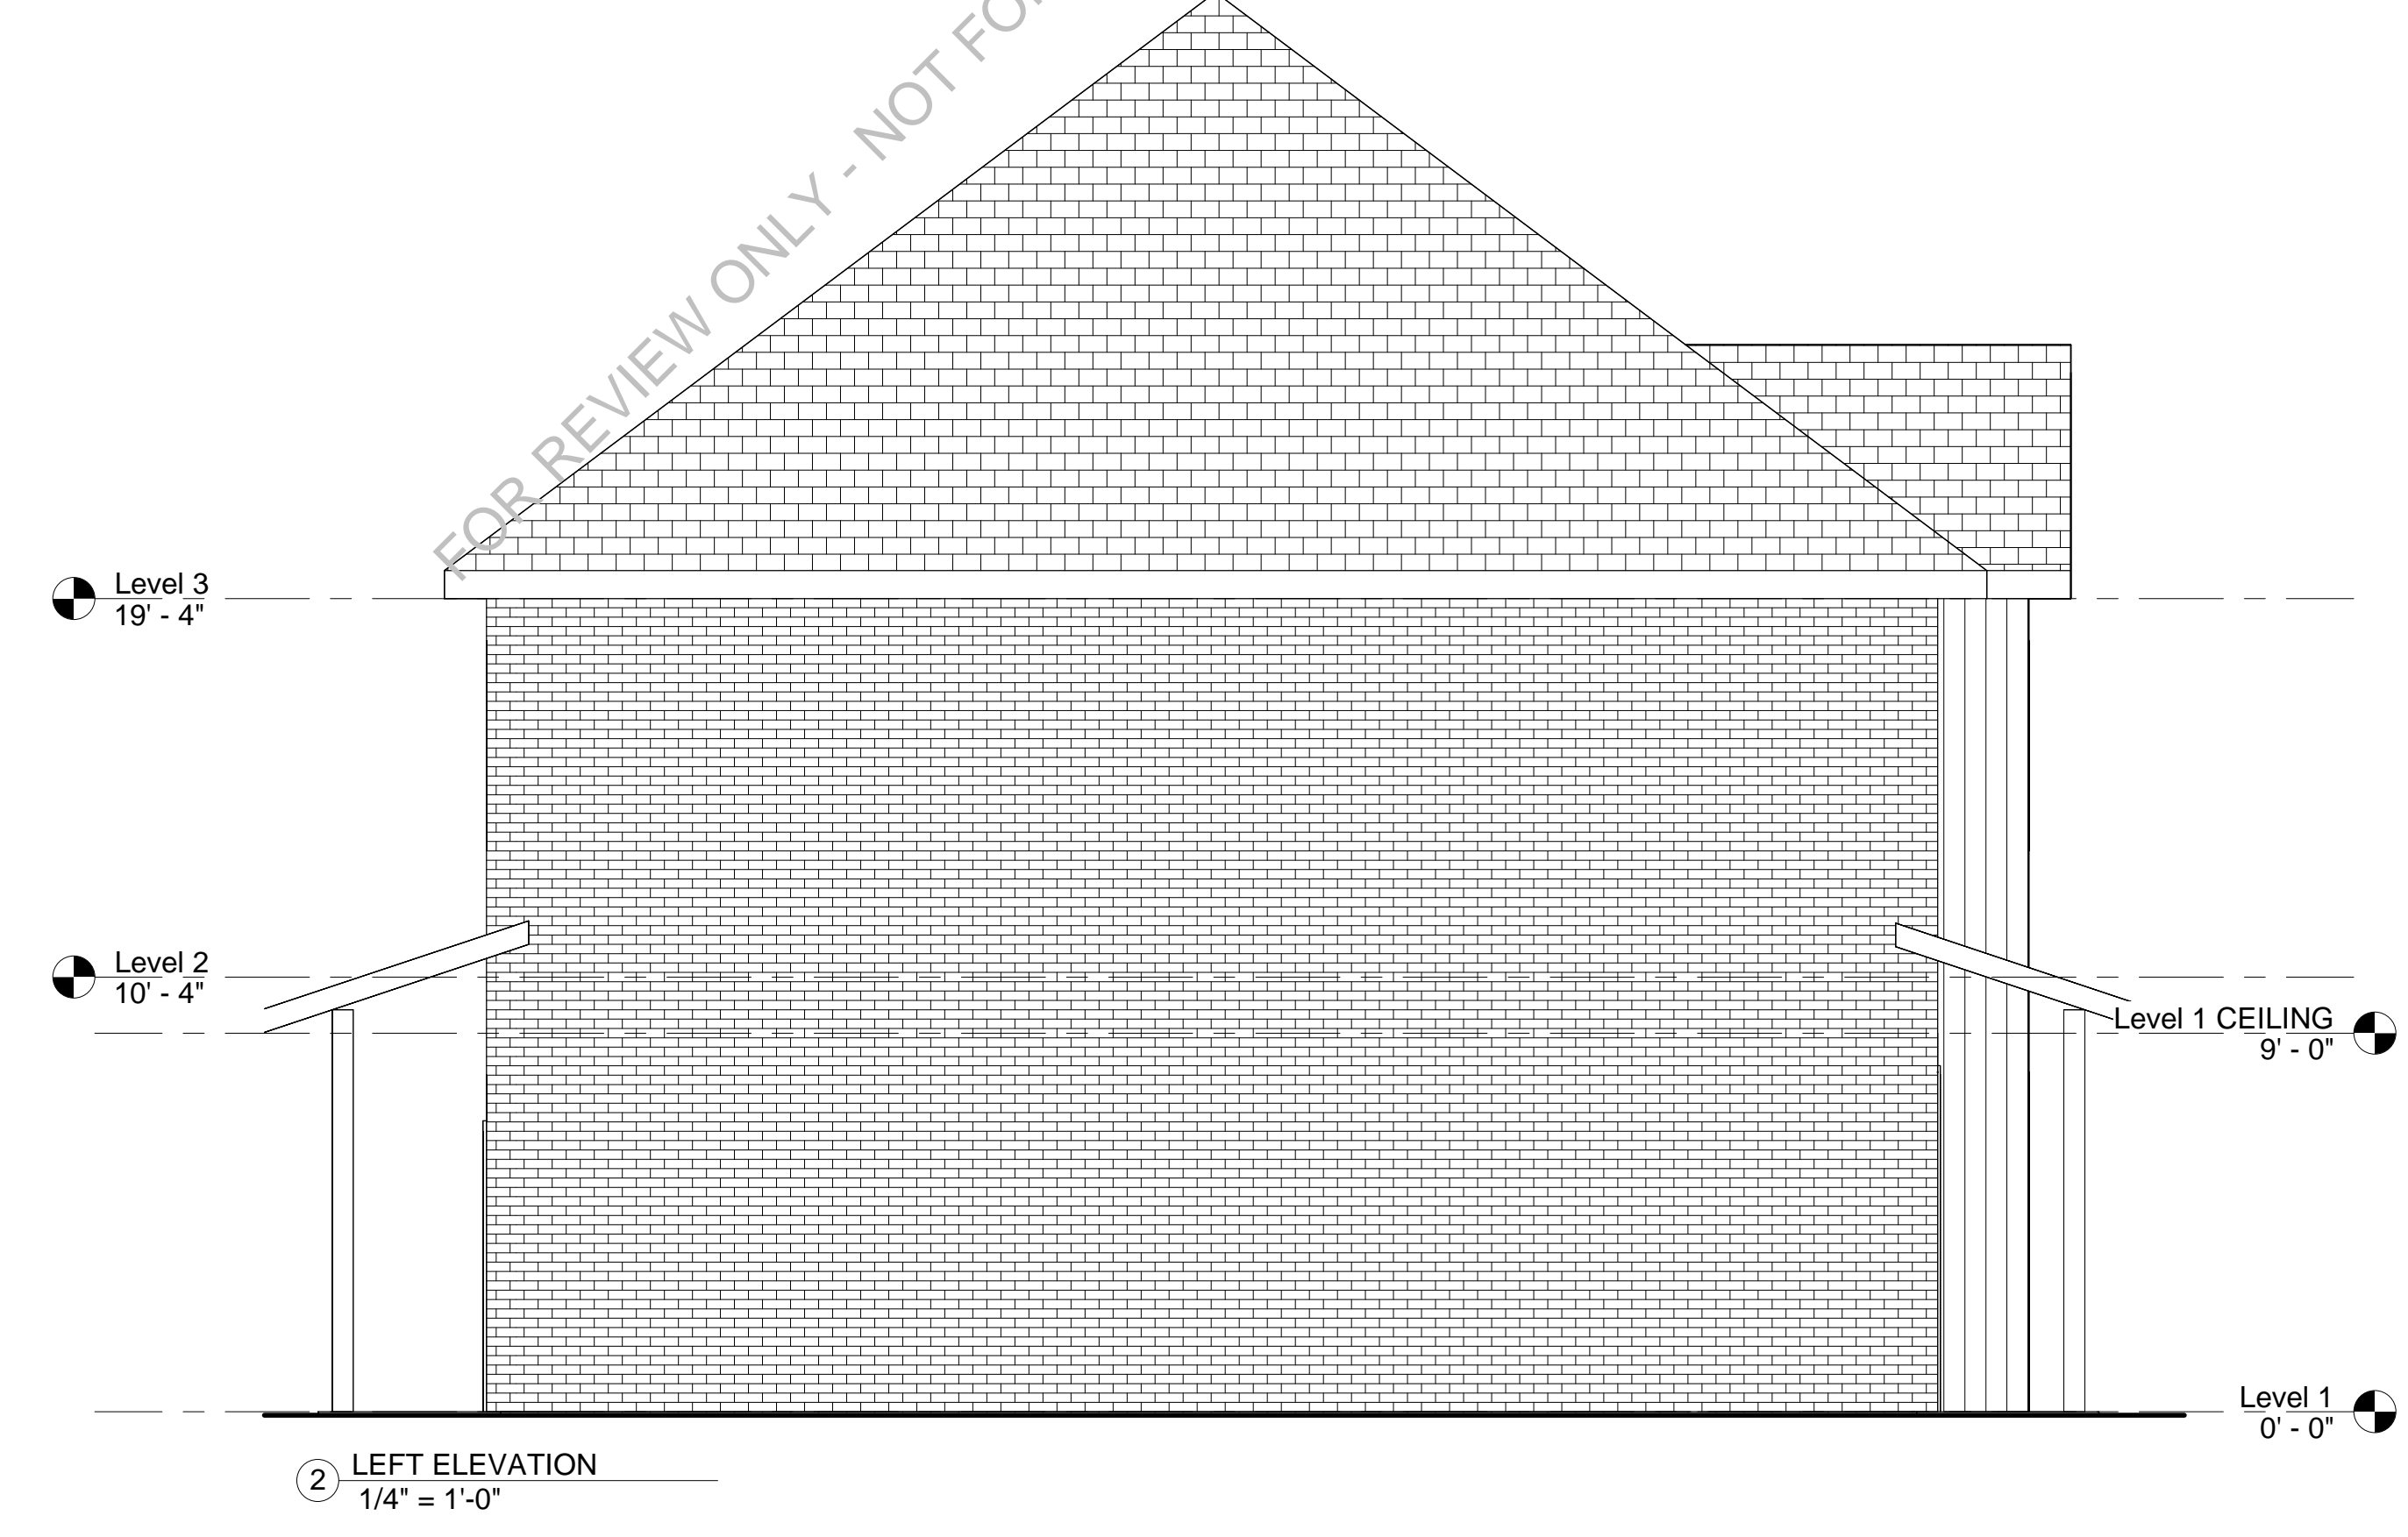 FOR REVIEW ONLY - NOT FOR
Level 3
19' - 4"
Level 2
10' - 4"
Level 1 CEILING
9' - 0"
Level 1
0' - 0"
2
LEFT ELEVATION
1/4" = 1'-0"